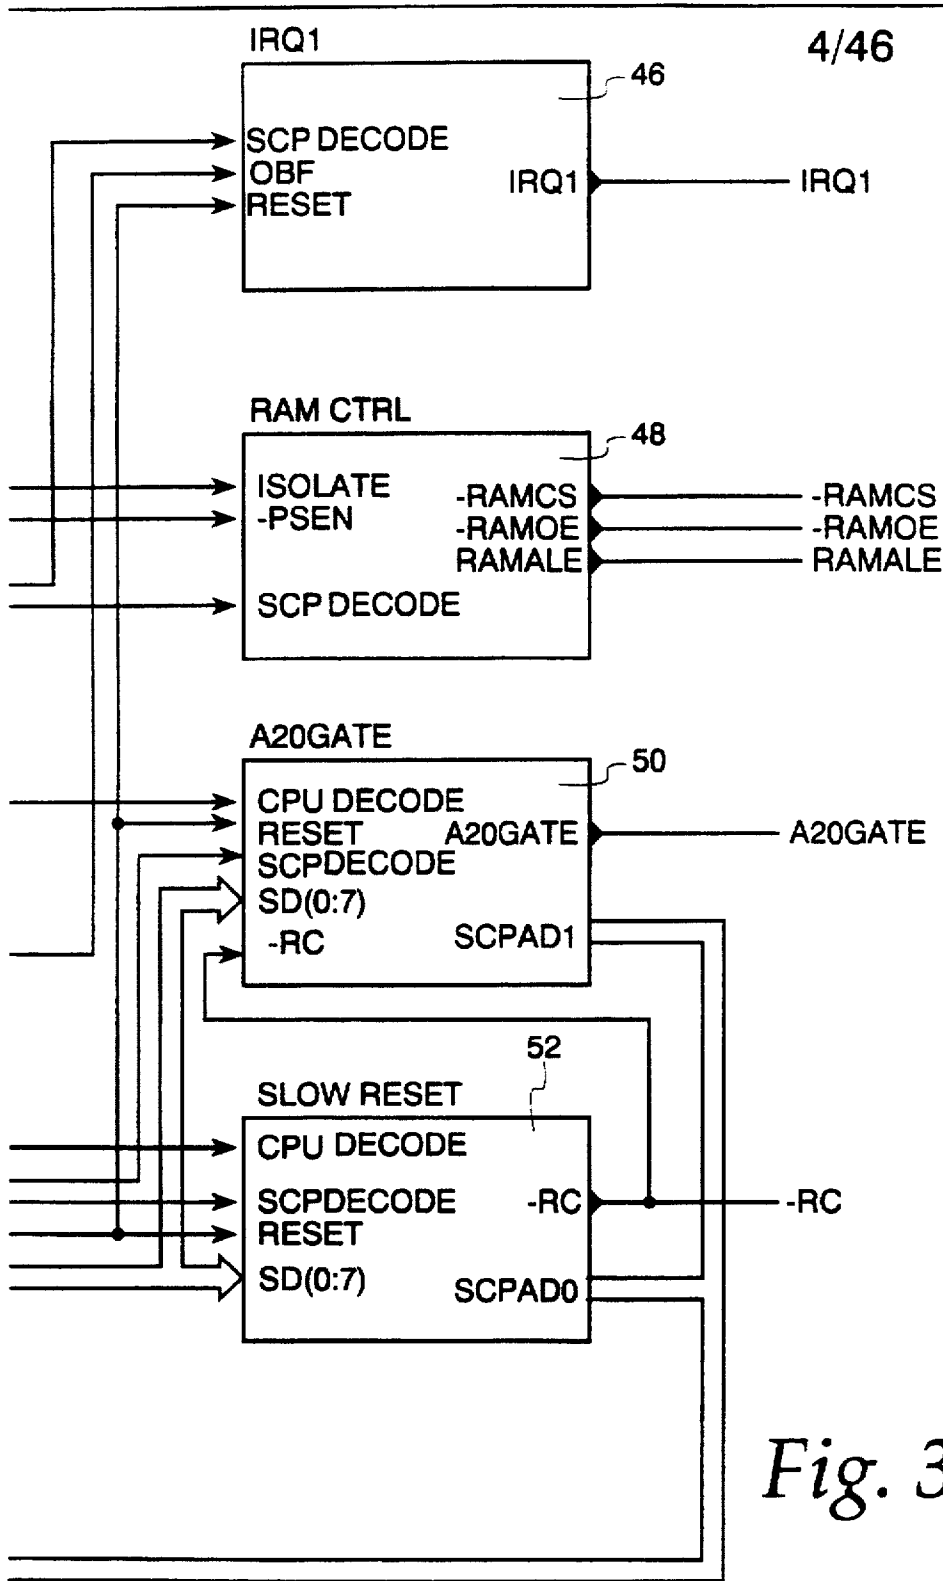 IRQ1
4/46
46
SCP DECODE
OBF
IRQ1
IRQ1
RESET
RAM CTRL
48
ISOLATE
-RAMCS
-RAMCS
-PSEN
-RAMOE
-RAMOE
RAMALE
RAMALE
SCP DECODE
A20GATE
50
CPU DECODE
RESET
A20GATE
A20GATE
SCPDECODE
SD(0:7)
-RC
SCPAD1
52
SLOW RESET
CPU DECODE
SCPDECODE
-RC
-RC
RESET
SD(0:7)
SCPAD0
Fig. 3